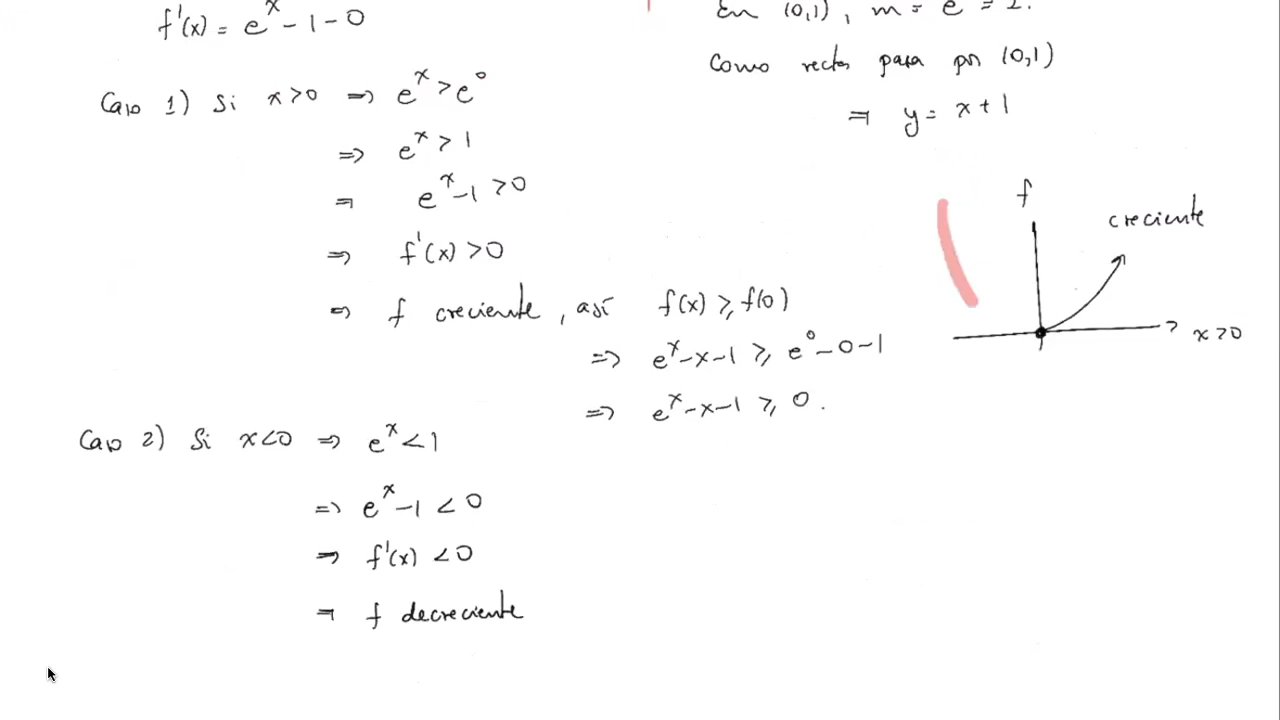 f'(x) = e^x - 1 - 0
Caso 1) Si x>0 ⇒ e^x > e^0
⇒ e^x > 1
⇒ e^x - 1 > 0
⇒ f'(x) > 0
⇒ f creciente, así f(x) ≥ f(0)
⇒ e^x - x - 1 ≥ e^0 - 0 - 1
⇒ e^x - x - 1 ≥ 0.
Caso 2) Si x<0 ⇒ e^x < 1
⇒ e^x - 1 < 0
⇒ f'(x) < 0
⇒ f decreciente
En (0,1), m = e = 1.
Como recta pasa por (0,1)
⇒ y = x + 1
f
creciente
x>0